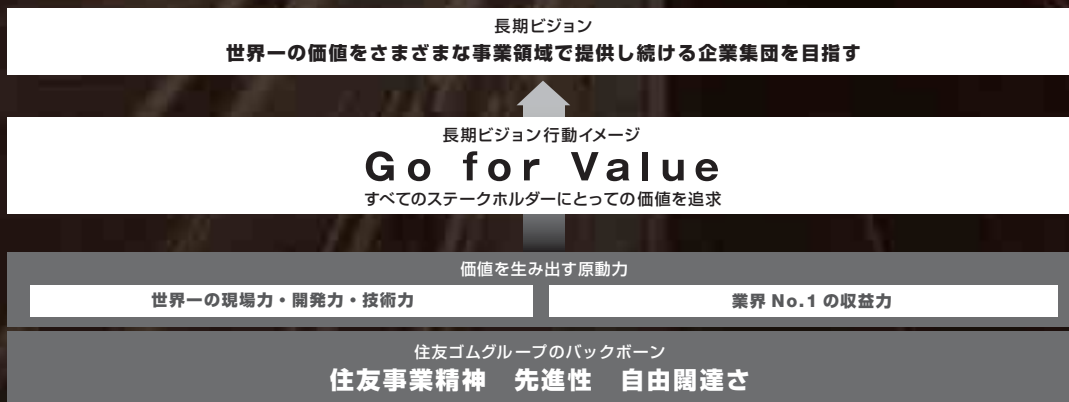 長期ビジョン
世界一の価値をさまざまな事業領域で提供し続ける企業集団を目指す
長期ビジョン行動イメージ
Go for Value
すべてのステークホルダーにとっての価値を追求
価値を生み出す原動力
世界一の現場力・開発力・技術力
業界 No.1 の収益力
住友ゴムグループのバックボーン
住友事業精神　先進性　自由闊達さ